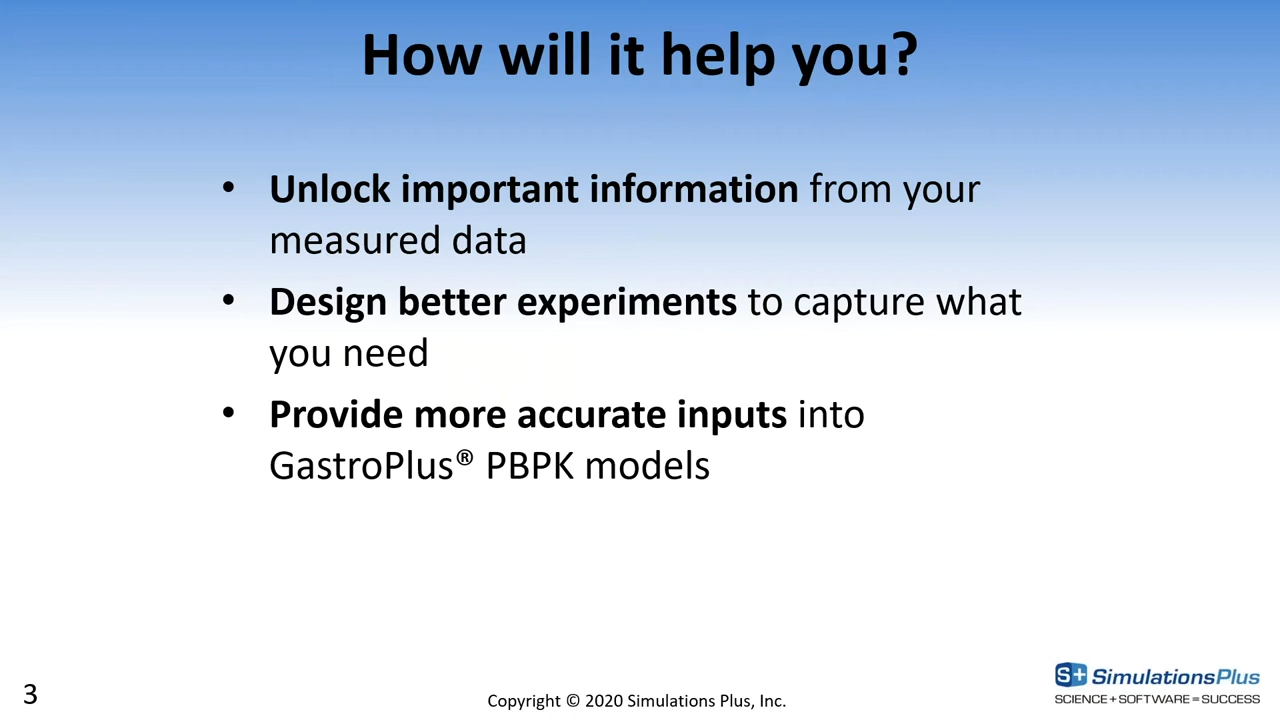 How will it help you?
• Unlock important information from your
measured data
• Design better experiments to capture what
you need
• Provide more accurate inputs into
GastroPlus® PBPK models
3
Copyright © 2020 Simulations Plus, Inc.
S+ SimulationsPlus
SCIENCE + SOFTWARE = SUCCESS